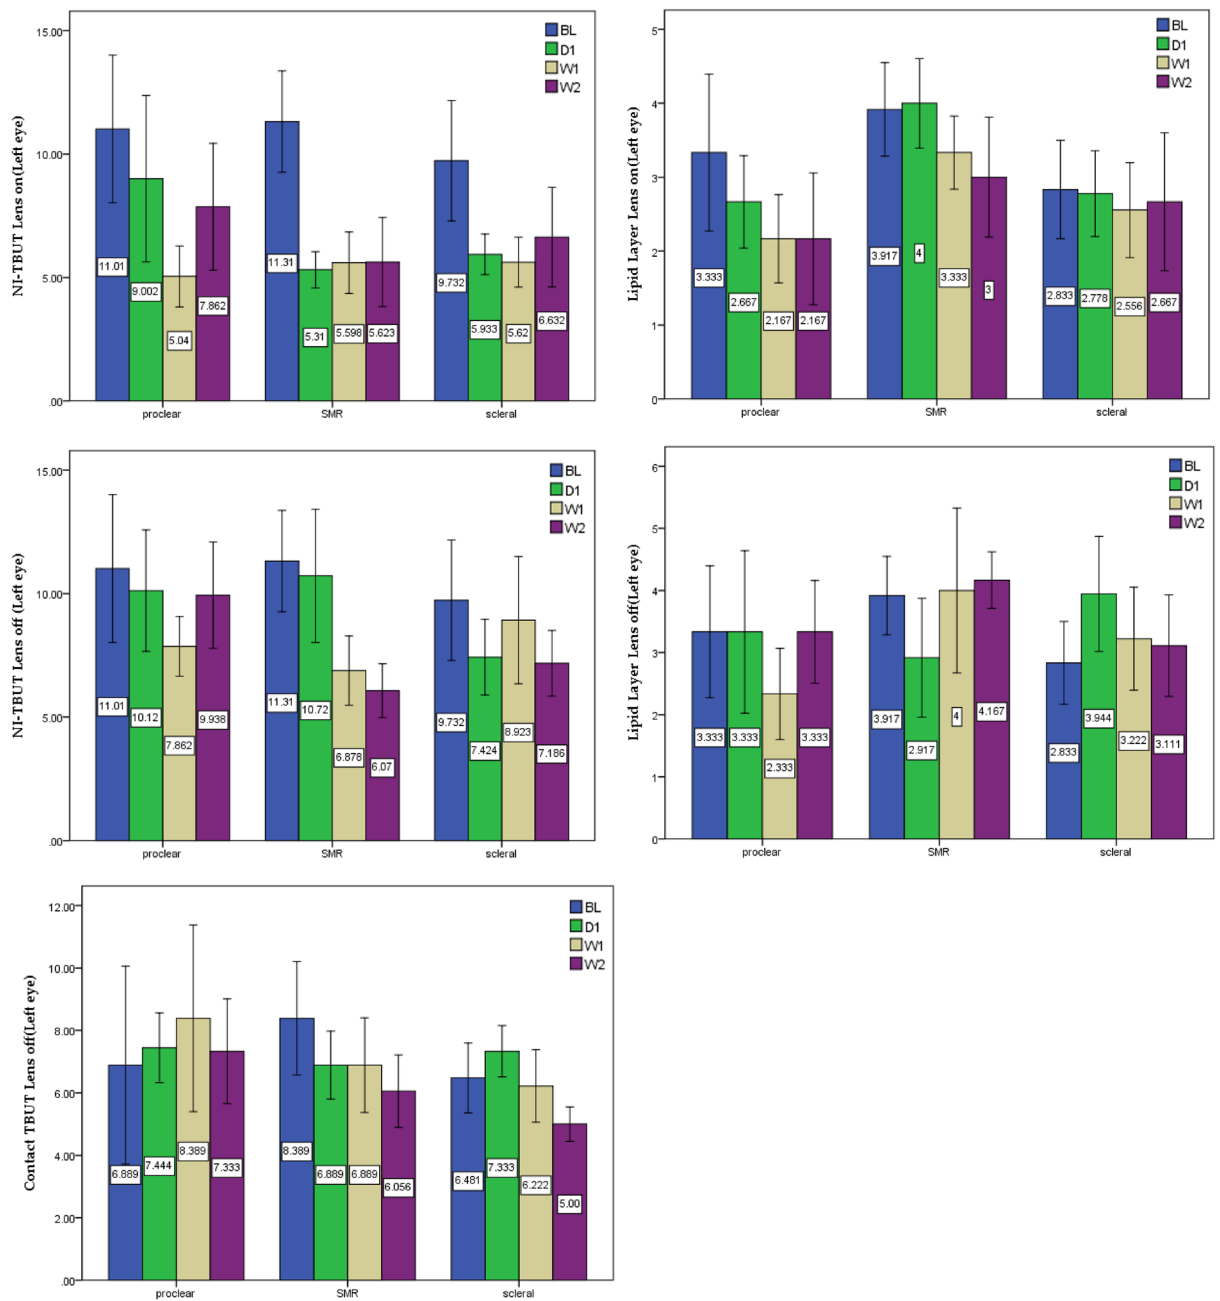 NI-TBUT Lens on(Left eye)
15.00
10.00
5.00
.00
BL
D1
W1
W2
11.01
9.002
5.04
7.862
11.31
5.31
5.598
5.623
9.732
5.933
5.62
6.632
proclear
SMR
scleral
Lipid Layer Lens on(Left eye)
5
4
3
2
1
0
BL
D1
W1
W2
3.333
2.667
2.167
2.167
3.917
4
3.333
3
2.833
2.778
2.556
2.667
proclear
SMR
scleral
NI-TBUT Lens off(Left eye)
15.00
10.00
5.00
.00
BL
D1
W1
W2
11.01
10.12
7.862
9.938
11.31
10.72
6.878
6.07
9.732
7.424
8.923
7.186
proclear
SMR
scleral
Lipid Layer Lens off(Left eye)
6
5
4
3
2
1
0
BL
D1
W1
W2
3.333
3.333
2.333
3.333
3.917
2.917
4
4.167
2.833
3.944
3.222
3.111
proclear
SMR
scleral
Contact TBUT Lens off(Left eye)
12.00
10.00
8.00
6.00
4.00
2.00
.00
BL
D1
W1
W2
6.889
7.444
8.389
7.333
8.389
6.889
6.889
6.056
6.481
7.333
6.222
5.00
proclear
SMR
scleral